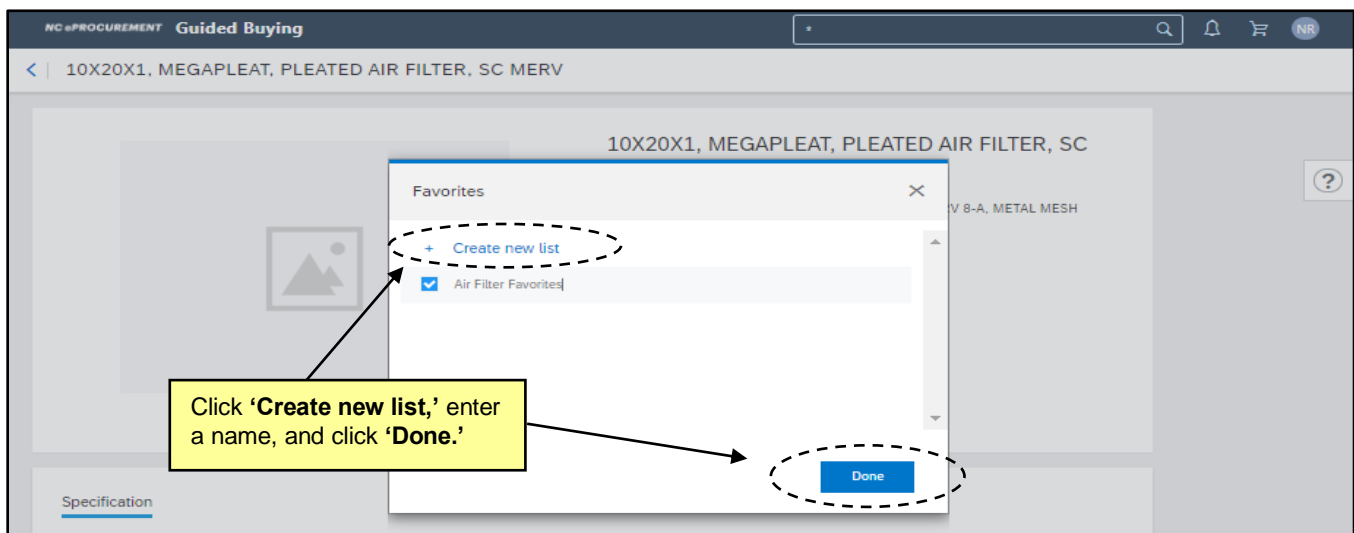 NC ePROCUREMENT Guided Buying
*
NR
< 10X20X1, MEGAPLEAT, PLEATED AIR FILTER, SC MERV
10X20X1, MEGAPLEAT, PLEATED AIR FILTER, SC
V 8-A, METAL MESH
?
Favorites ×
+ Create new list
Air Filter Favorites
Click ‘Create new list,’ enter
a name, and click ‘Done.’
Done
Specification